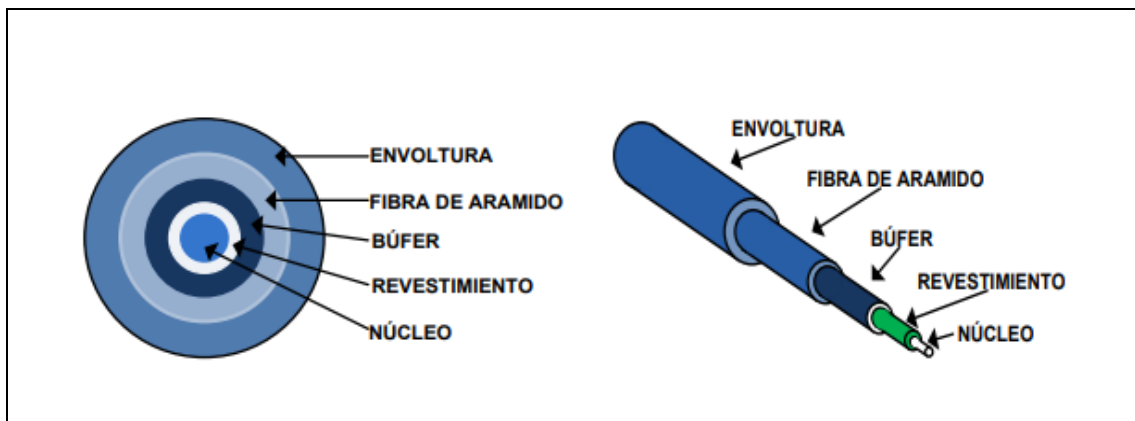 ENVOLTURA
FIBRA DE ARAMIDO
BÚFER
REVESTIMIENTO
NÚCLEO
ENVOLTURA
FIBRA DE ARAMIDO
BÚFER
REVESTIMIENTO
NÚCLEO